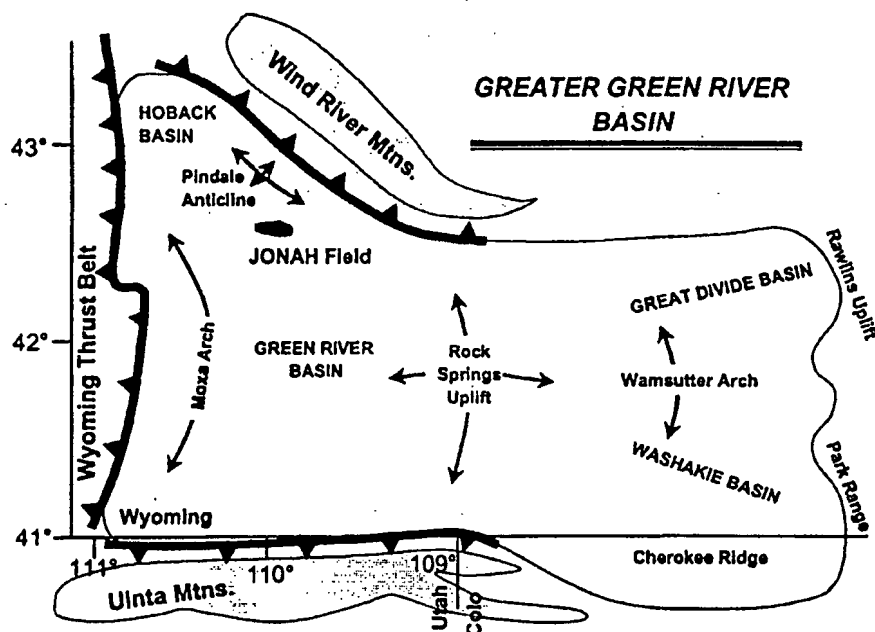 GREATER GREEN RIVER
BASIN
Wind River Mtns.
HOBACK
BASIN
43°
Pindale
Anticline
JONAH Field
Rawlins Uplift
GREAT DIVIDE BASIN
Wyoming Thrust Belt
42°
Moxa Arch
GREEN RIVER
BASIN
Rock
Springs
Uplift
Wamsutter Arch
WASHAKIE BASIN
Park Range
Wyoming
41°
Cherokee Ridge
111°
110°
109°
Uinta Mtns.
Utah
Colo